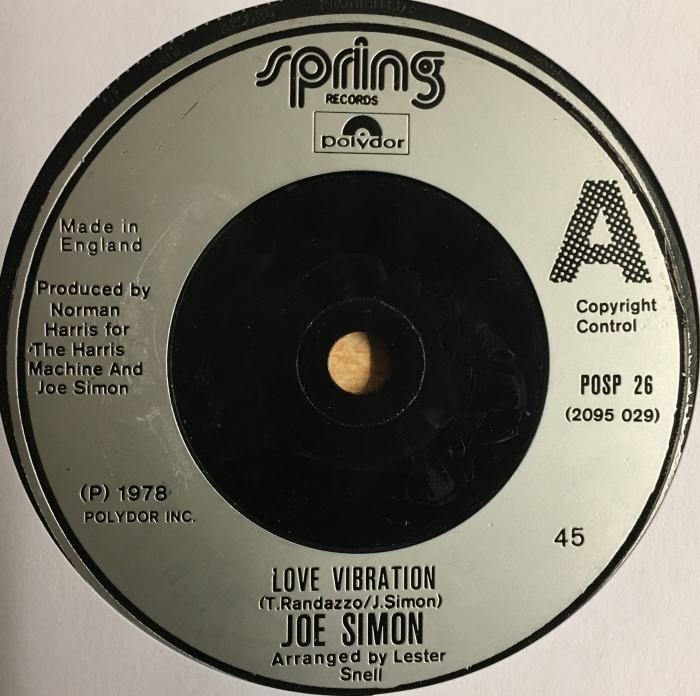 spring
RECORDS
polydor
A
Made in
England
Produced by
Norman
Harris for
The Harris
Machine And
Joe Simon
Copyright
Control
POSP 26
(2095 029)
(P) 1978
POLYDOR INC.
45
LOVE VIBRATION
(T.Randazzo/J.Simon)
JOE SIMON
Arranged by Lester
Snell